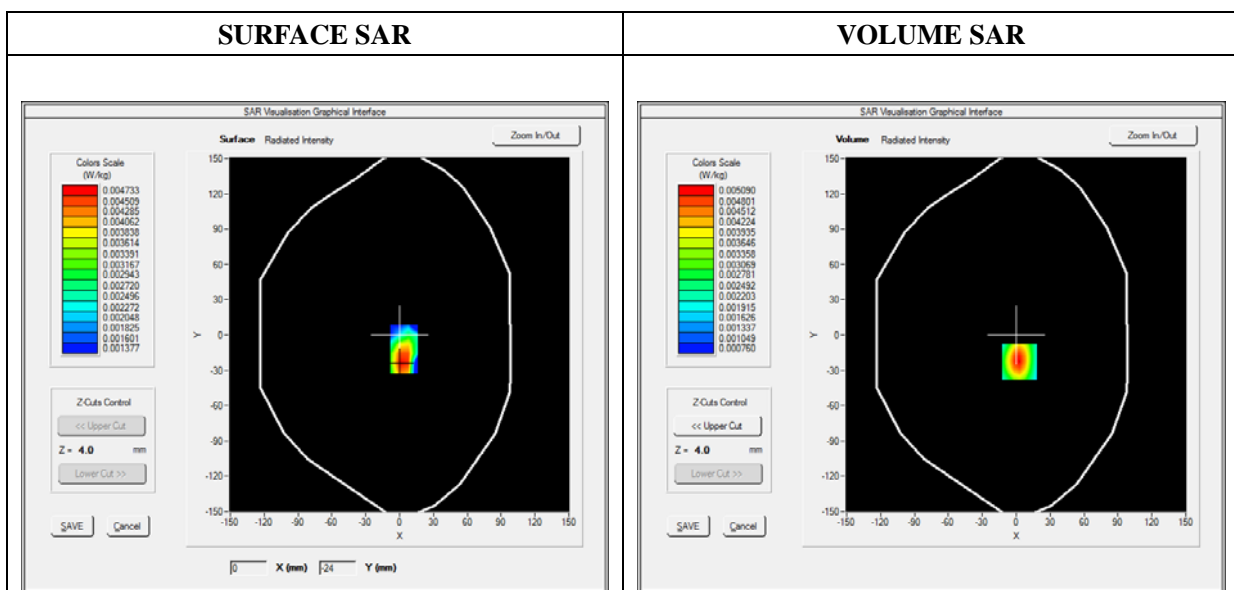 SURFACE SAR
VOLUME SAR
SAR Visualisation Graphical Interface
Surface Radiated Intensity
Zoom In/Out
Colors Scale
(W/kg)
0.004733
0.004509
0.004285
0.004062
0.003838
0.003614
0.003391
0.003167
0.002943
0.002720
0.002496
0.002272
0.002048
0.001825
0.001601
0.001377
Z-Cuts Control
<< Upper Cut
Z = 4.0 mm
Lower Cut >>
SAVE Cancel
150
120
90
60
30
0
-30
-60
-90
-120
-150
Y
-150 -120 -90 -60 -30 0 30 60 90 120 150
X
0 X (mm) -24 Y (mm)
SAR Visualisation Graphical Interface
Volume Radiated Intensity
Zoom In/Out
Colors Scale
(W/kg)
0.005090
0.004801
0.004512
0.004224
0.003935
0.003646
0.003358
0.003069
0.002781
0.002492
0.002203
0.001915
0.001626
0.001337
0.001049
0.000760
Z-Cuts Control
<< Upper Cut
Z = 4.0 mm
Lower Cut >>
SAVE Cancel
150
120
90
60
30
0
-30
-60
-90
-120
-150
Y
-150 -120 -90 -60 -30 0 30 60 90 120 150
X